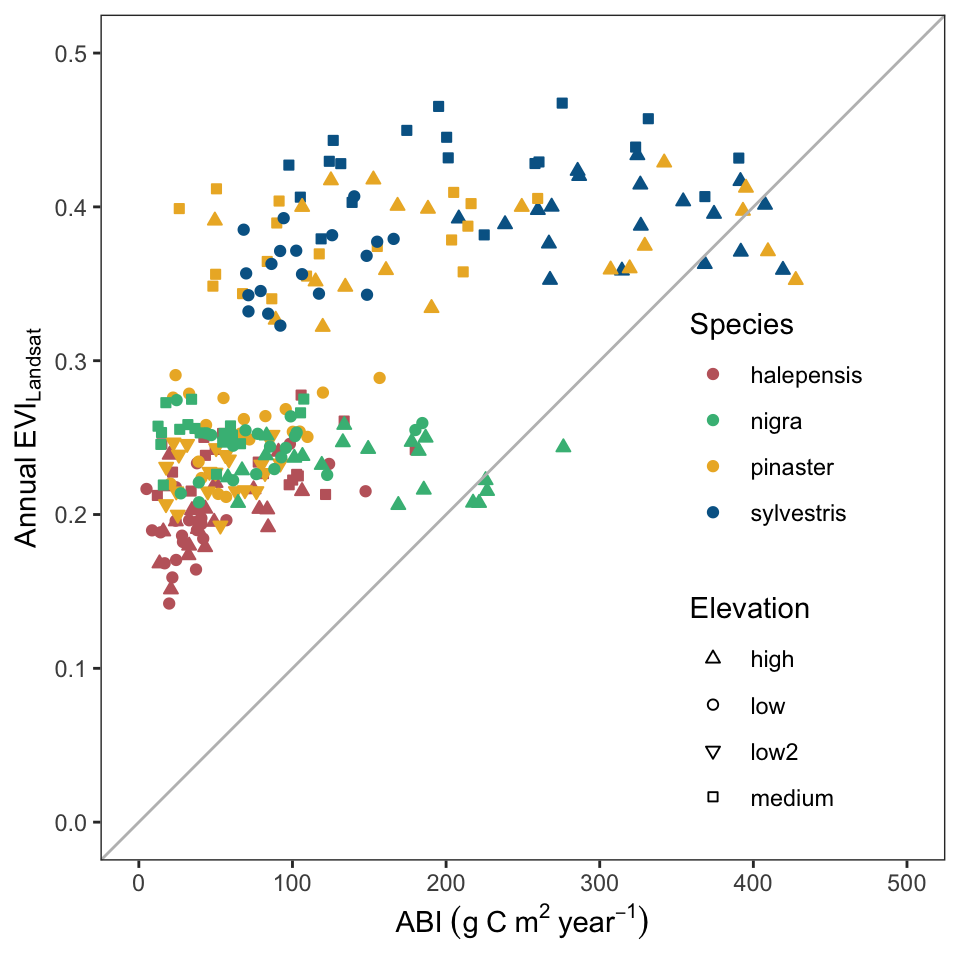 0.5
0.4
0.3
0.2
0.1
0.0
Annual EVI_Landsat
Species
halepensis
nigra
pinaster
sylvestris
Elevation
high
low
low2
medium
0 100 200 300 400 500
ABI (g C m² year⁻¹)